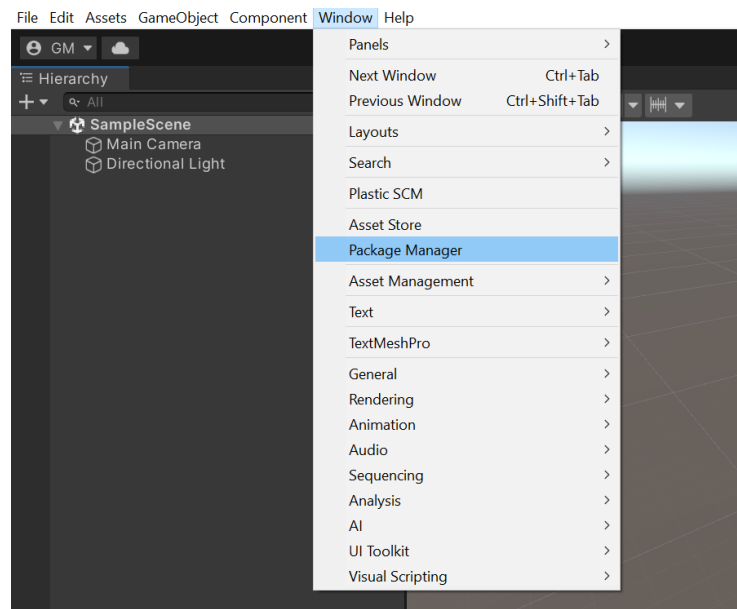 File Edit Assets GameObject Component Window Help
GM
Hierarchy
All
SampleScene
Main Camera
Directional Light
Panels
Next Window Ctrl+Tab
Previous Window Ctrl+Shift+Tab
Layouts
Search
Plastic SCM
Asset Store
Package Manager
Asset Management
Text
TextMeshPro
General
Rendering
Animation
Audio
Sequencing
Analysis
AI
UI Toolkit
Visual Scripting